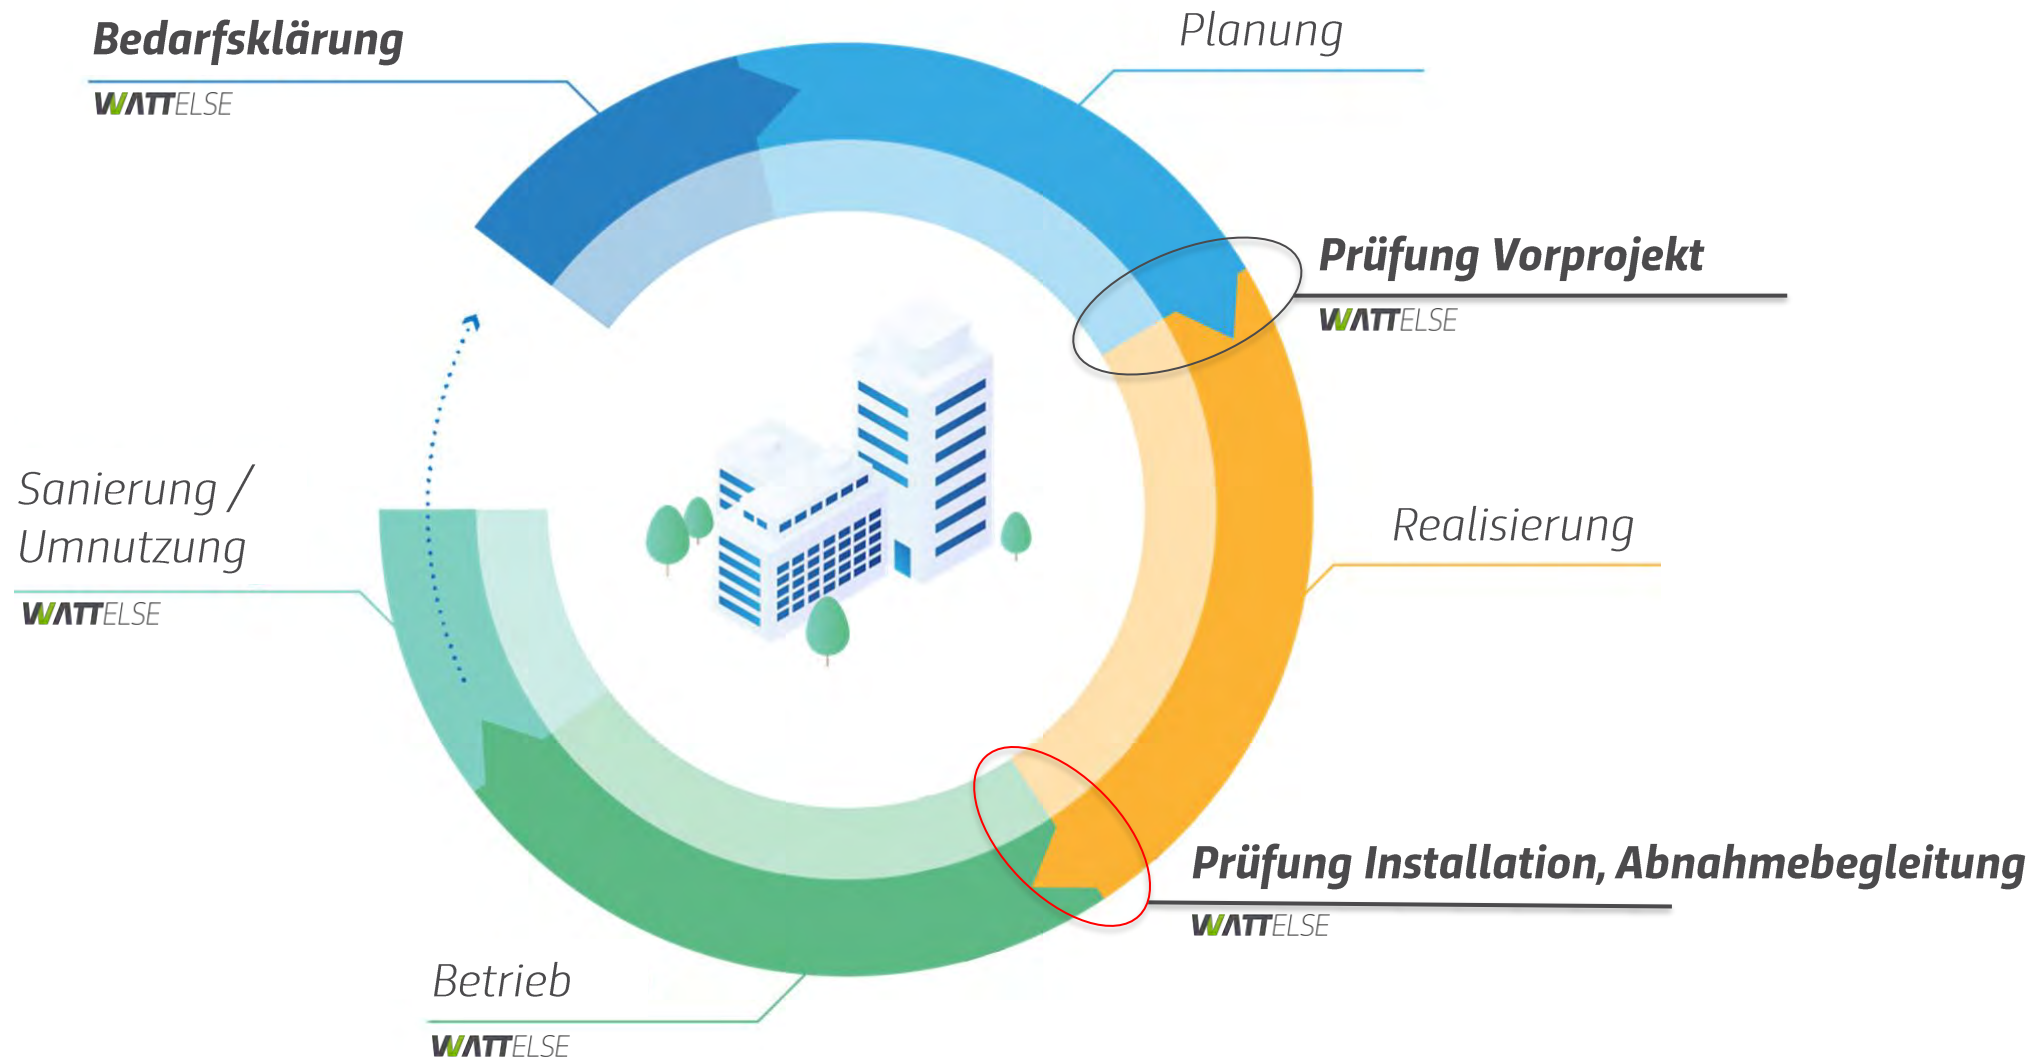 Bedarfsklärung
WATTELSE
Planung
Prüfung Vorprojekt
WATTELSE
Sanierung /
Umnutzung
WATTELSE
Realisierung
Prüfung Installation, Abnahmebegleitung
WATTELSE
Betrieb
WATTELSE